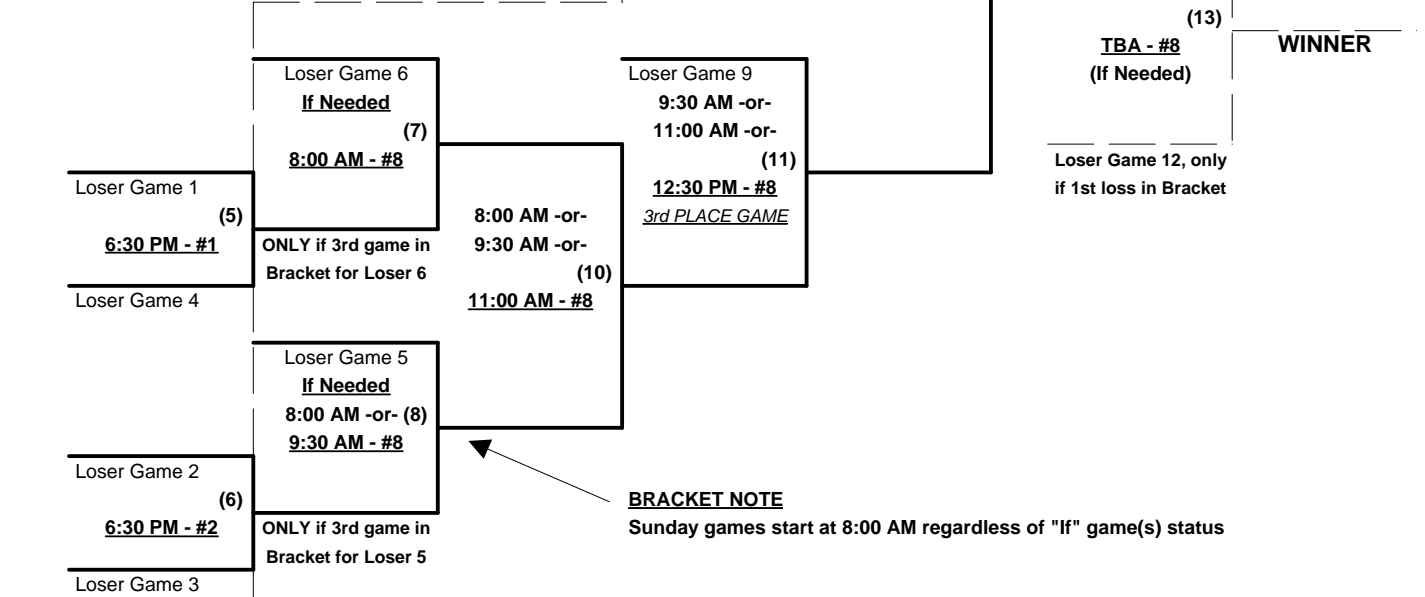 (13)
TBA - #8
(If Needed)
WINNER
Loser Game 6
If Needed
(7)
8:00 AM - #8
Loser Game 9
9:30 AM -or-
11:00 AM -or-
(11)
12:30 PM - #8
3rd PLACE GAME
Loser Game 12, only
if 1st loss in Bracket
Loser Game 1
(5)
6:30 PM - #1
Loser Game 4
ONLY if 3rd game in
Bracket for Loser 6
8:00 AM -or-
9:30 AM -or-
(10)
11:00 AM - #8
Loser Game 5
If Needed
8:00 AM -or- (8)
9:30 AM - #8
Loser Game 2
(6)
6:30 PM - #2
Loser Game 3
ONLY if 3rd game in
Bracket for Loser 5
BRACKET NOTE
Sunday games start at 8:00 AM regardless of "If" game(s) status